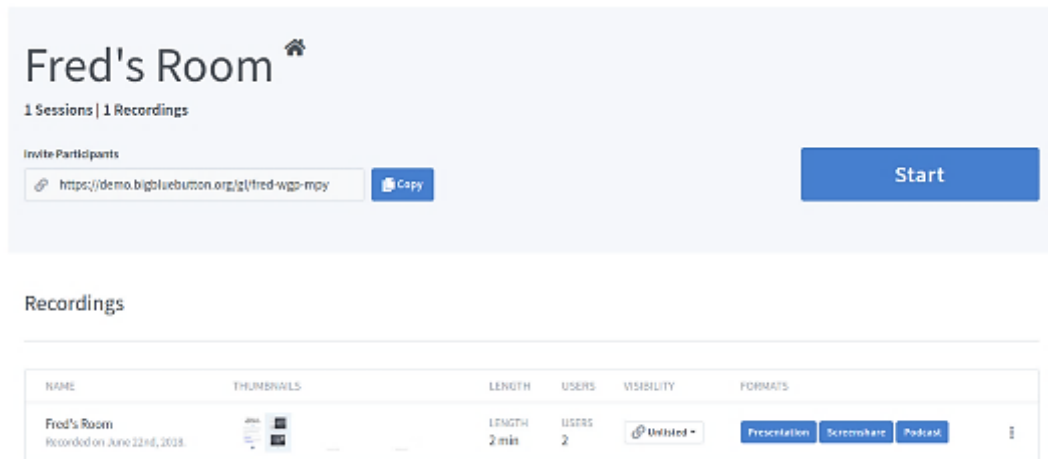 Fred's Room
1 Sessions | 1 Recordings
Invite Participants
https://demo.bigbluebutton.org/gl/fred-wgp-mpy Copy
Start
Recordings
NAME THUMBNAILS LENGTH USERS VISIBILITY FORMATS
Fred's Room LENGTH USERS Unlisted Presentation Screenshare Podcast
Recorded on June 22nd, 2018. 2 min 2